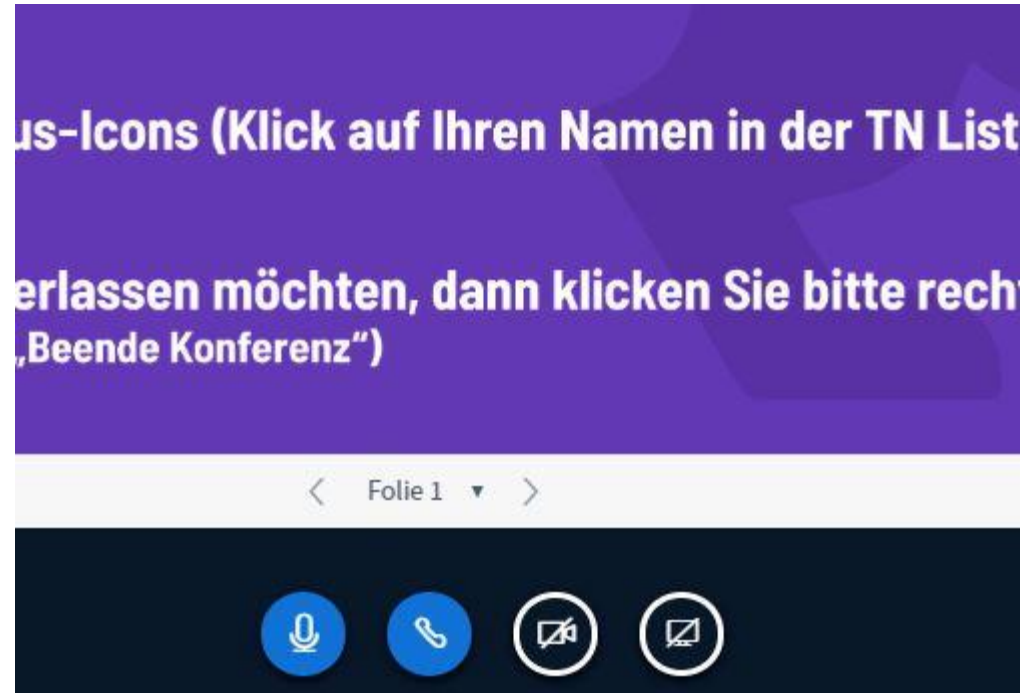 us-Icons (Klick auf Ihren Namen in der TN List
erlassen möchten, dann klicken Sie bitte rech
„Beende Konferenz“)
Folie 1